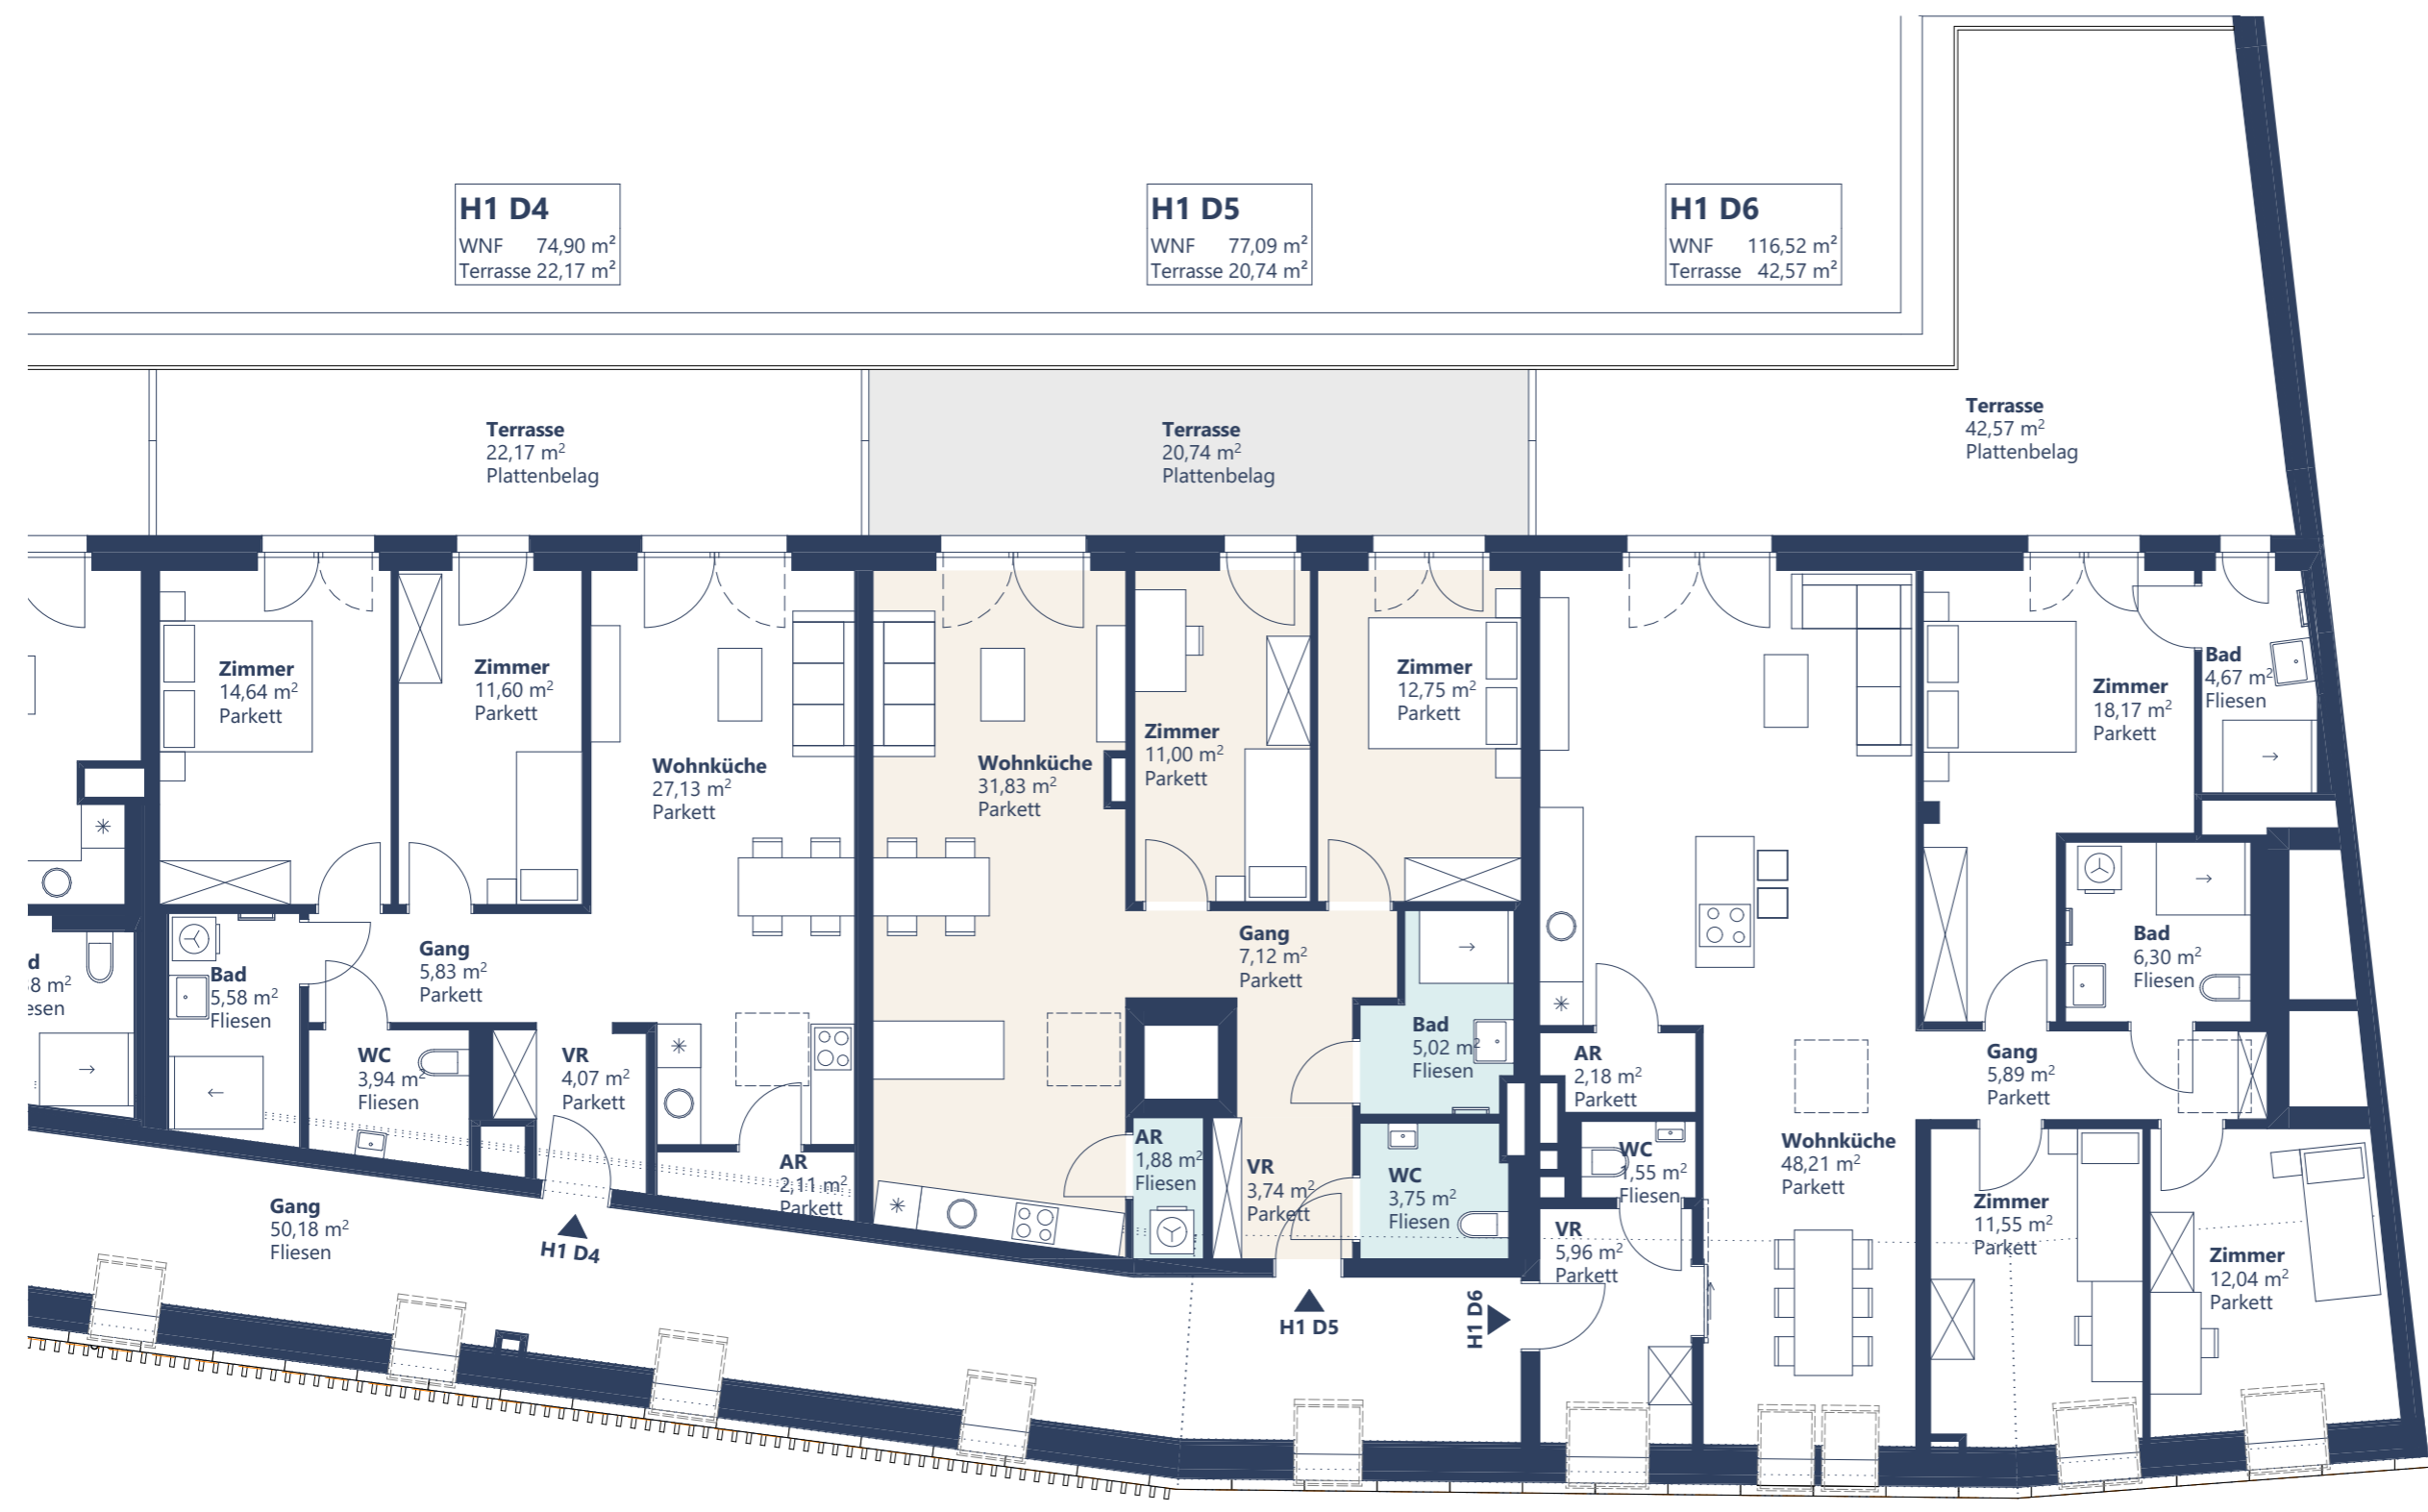 H1 D4
WNF 74,90 m²
Terrasse 22,17 m²
H1 D5
WNF 77,09 m²
Terrasse 20,74 m²
H1 D6
WNF 116,52 m²
Terrasse 42,57 m²
Terrasse
22,17 m²
Plattenbelag
Terrasse
20,74 m²
Plattenbelag
Terrasse
42,57 m²
Plattenbelag
Zimmer
14,64 m²
Parkett
Zimmer
11,60 m²
Parkett
Wohnküche
27,13 m²
Parkett
Wohnküche
31,83 m²
Parkett
Zimmer
11,00 m²
Parkett
Zimmer
12,75 m²
Parkett
Zimmer
18,17 m²
Parkett
Bad
4,67 m²
Fliesen
d
8 m²
esen
Bad
5,58 m²
Fliesen
Gang
5,83 m²
Parkett
WC
3,94 m²
Fliesen
VR
4,07 m²
Parkett
AR
2,11 m²
Parkett
Gang
7,12 m²
Parkett
Bad
5,02 m²
Fliesen
AR
1,88 m²
Fliesen
VR
3,74 m²
Parkett
WC
3,75 m²
Fliesen
AR
2,18 m²
Parkett
WC
1,55 m²
Fliesen
VR
5,96 m²
Parkett
Wohnküche
48,21 m²
Parkett
Bad
6,30 m²
Fliesen
Gang
5,89 m²
Parkett
Zimmer
11,55 m²
Parkett
Zimmer
12,04 m²
Parkett
Gang
50,18 m²
Fliesen
H1 D4
H1 D5
H1 D6